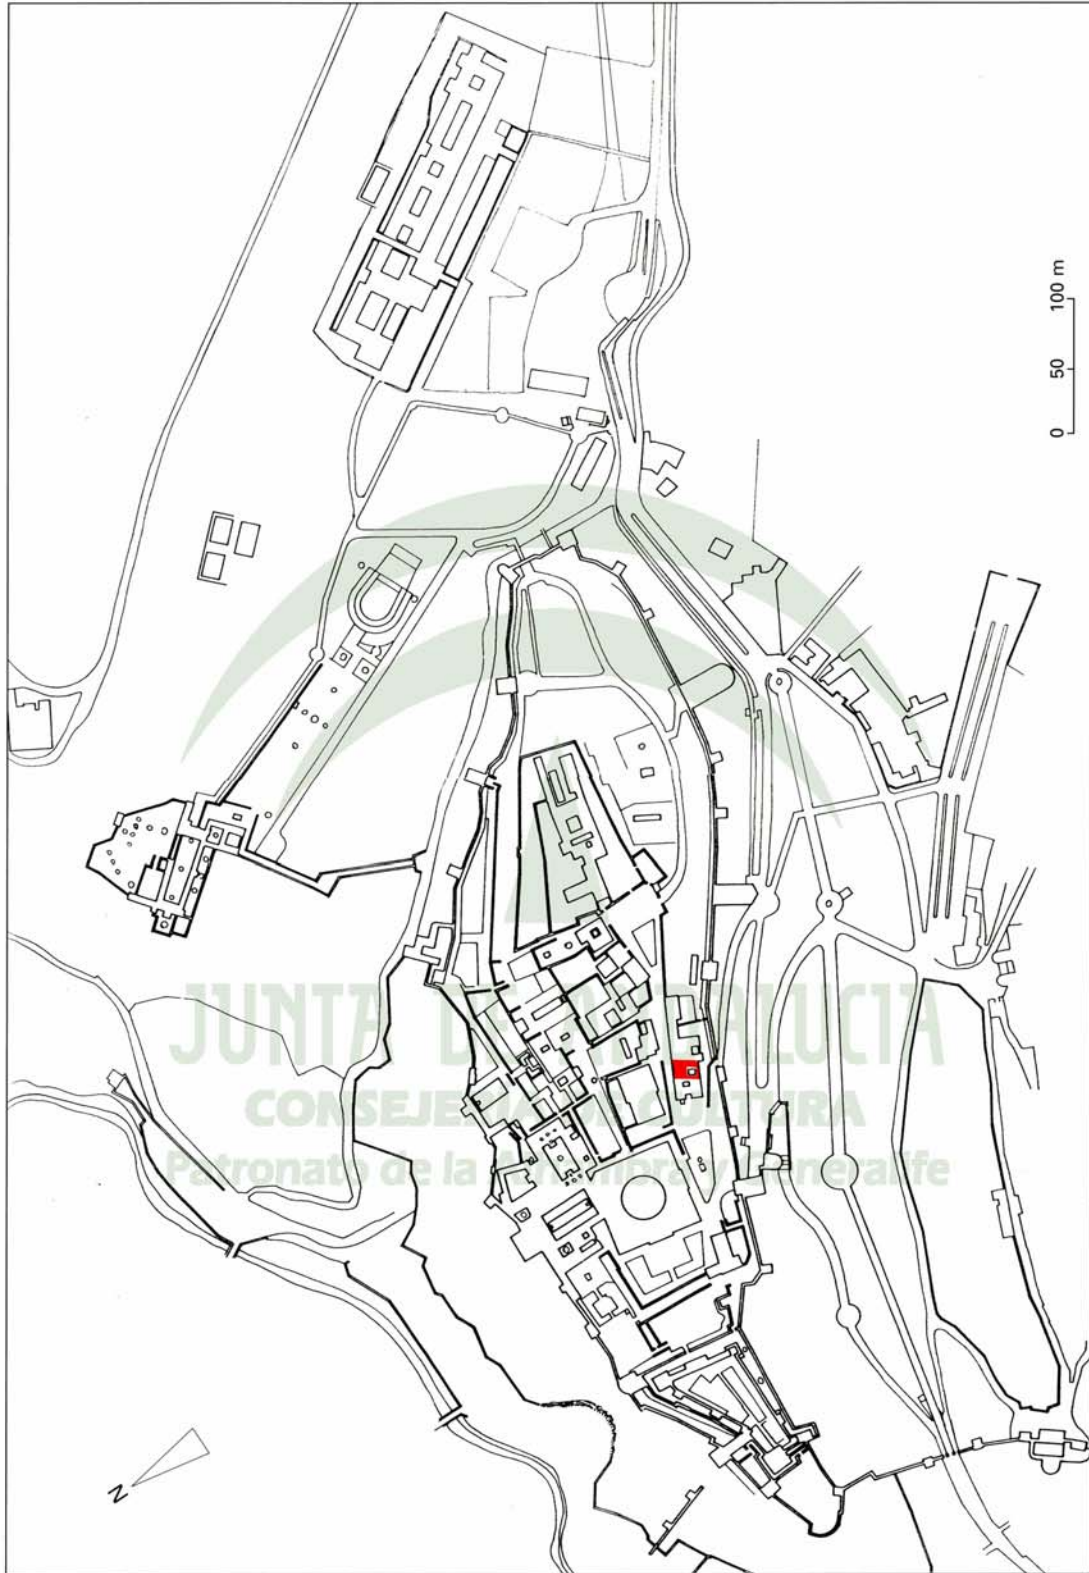 0 50 100 m
JUNTA DE ANDALUCIA
CONSEJERIA DE CULTURA
Patronato de la Alhambra y Generalife
N